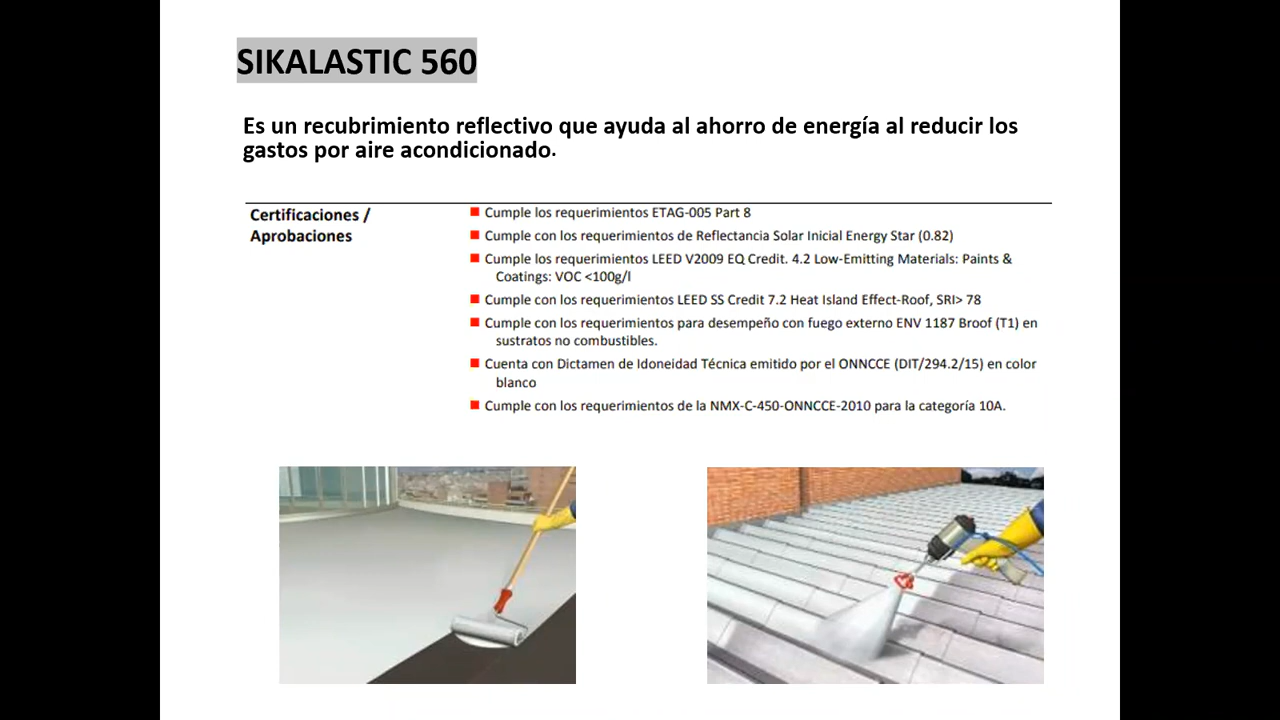 SIKALASTIC 560
Es un recubrimiento reflectivo que ayuda al ahorro de energía al reducir los
gastos por aire acondicionado.
Certificaciones /
Aprobaciones
Cumple los requerimientos ETAG-005 Part 8
Cumple con los requerimientos de Reflectancia Solar Inicial Energy Star (0.82)
Cumple los requerimientos LEED V2009 EQ Credit. 4.2 Low-Emitting Materials: Paints &
Coatings: VOC <100g/l
Cumple con los requerimientos LEED SS Credit 7.2 Heat Island Effect-Roof, SRI> 78
Cumple con los requerimientos para desempeño con fuego externo ENV 1187 Broof (T1) en
sustratos no combustibles.
Cuenta con Dictamen de Idoneidad Técnica emitido por el ONNCCE (DIT/294.2/15) en color
blanco
Cumple con los requerimientos de la NMX-C-450-ONNCCE-2010 para la categoría 10A.